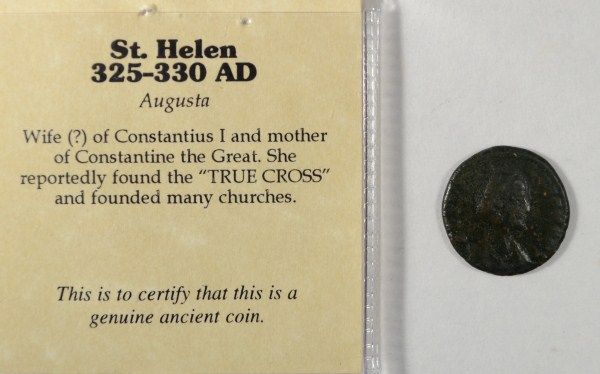 St. Helen
325-330 AD
Augusta
Wife (?) of Constantius I and mother
of Constantine the Great. She
reportedly found the “TRUE CROSS”
and founded many churches.
This is to certify that this is a
genuine ancient coin.